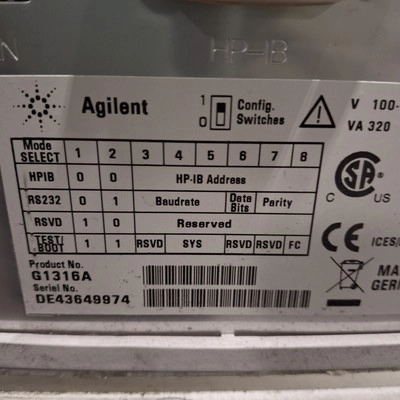 HP-IB
Agilent
1
0
Config.
Switches
V 100-
VA 320
Mode
SELECT 1 2 3 4 5 6 7 8
HPIB 0 0 HP-IB Address
RS232 0 1 Baudrate Data Bits Parity
RSVD 1 0 Reserved
TEST/
BOOT 1 1 RSVD SYS RSVD RSVD FC
C US
ICES/
Product No.
G1316A
Serial No.
DE43649974
MA
GER